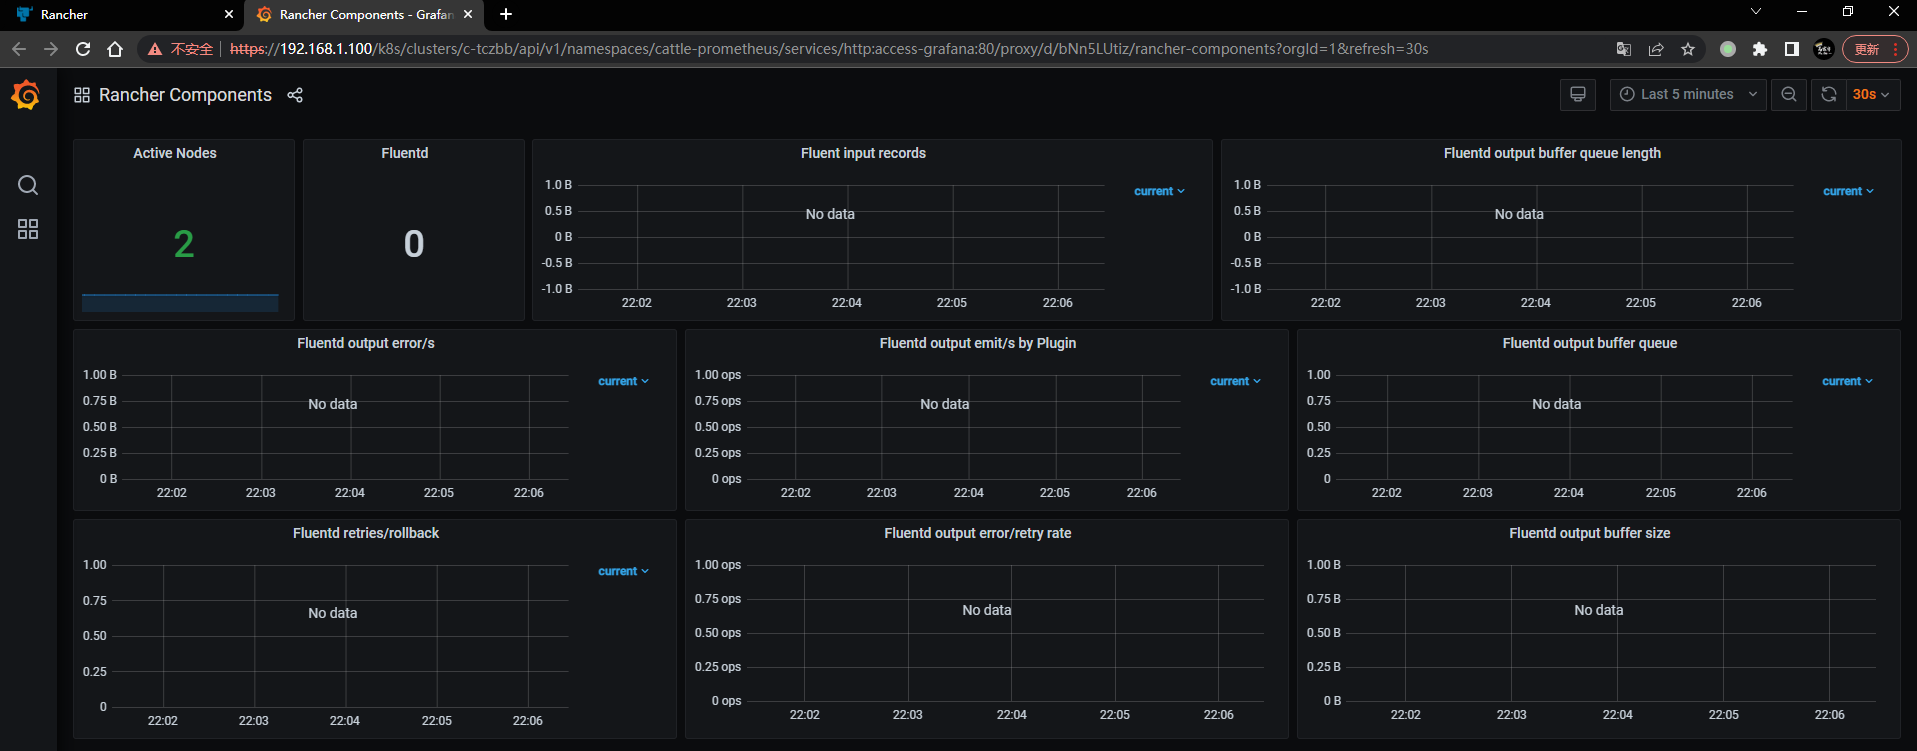 Rancher
Rancher Components - Grafan
不安全
https://192.168.1.100/k8s/clusters/c-tczbb/api/v1/namespaces/cattle-prometheus/services/http:access-grafana:80/proxy/d/bNn5LUtiz/rancher-components?orgId=1&refresh=30s
更新
Rancher Components
Last 5 minutes
30s
Active Nodes
2
Fluentd
0
Fluent input records
1.0 B
0.5 B
0 B
-0.5 B
-1.0 B
No data
current
22:02 22:03 22:04 22:05 22:06
Fluentd output buffer queue length
1.0 B
0.5 B
0 B
-0.5 B
-1.0 B
No data
current
22:02 22:03 22:04 22:05 22:06
Fluentd output error/s
1.00 B
0.75 B
0.50 B
0.25 B
0 B
No data
current
22:02 22:03 22:04 22:05 22:06
Fluentd output emit/s by Plugin
1.00 ops
0.75 ops
0.50 ops
0.25 ops
0 ops
No data
current
22:02 22:03 22:04 22:05 22:06
Fluentd output buffer queue
1.00
0.75
0.50
0.25
0
No data
current
22:02 22:03 22:04 22:05 22:06
Fluentd retries/rollback
1.00
0.75
0.50
0.25
0
No data
current
22:02 22:03 22:04 22:05 22:06
Fluentd output error/retry rate
1.00 ops
0.75 ops
0.50 ops
0.25 ops
0 ops
No data
22:02 22:03 22:04 22:05 22:06
Fluentd output buffer size
1.00 B
0.75 B
0.50 B
0.25 B
0 B
No data
22:02 22:03 22:04 22:05 22:06